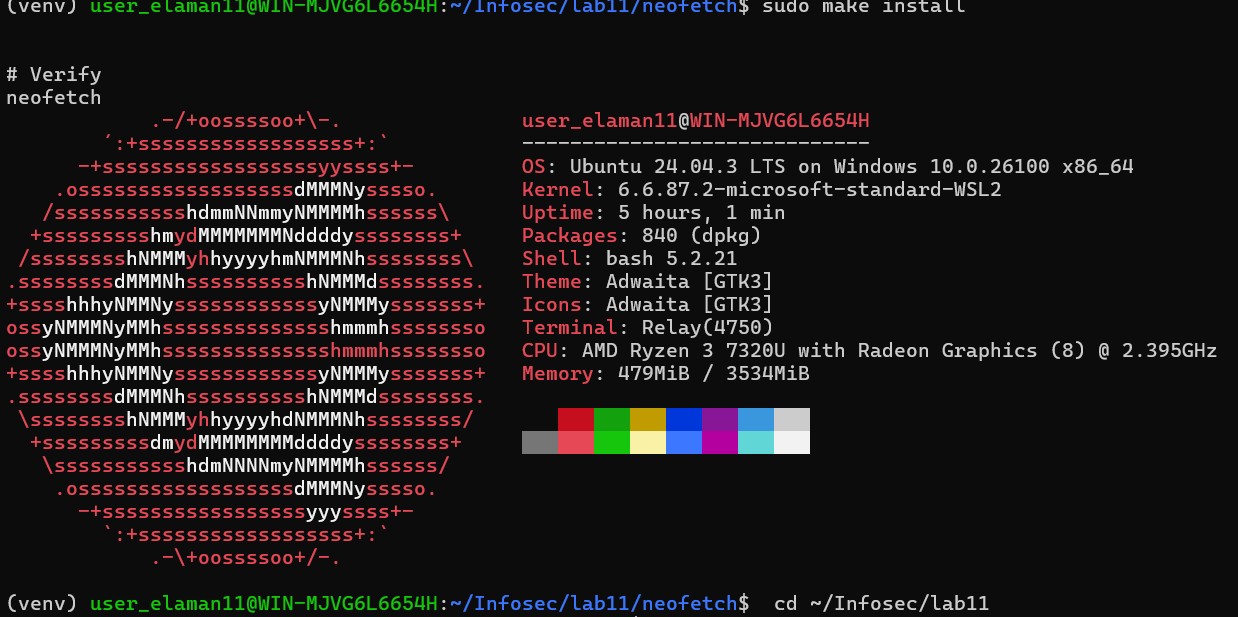 (venv) user_elaman11@WIN-MJVG6L6654H:~/Infosec/lab11/neofetch$ sudo make install
# Verify
neofetch
            .-/+oossssoo+\-.               user_elaman11@WIN-MJVG6L6654H
        ´:+ssssssssssssssssss+:`           -----------------------------
      -+ssssssssssssssssssyyssss+-         OS: Ubuntu 24.04.3 LTS on Windows 10.0.26100 x86_64
    .ossssssssssssssssssdMMMNysssso.       Kernel: 6.6.87.2-microsoft-standard-WSL2
   /ssssssssssshdmmNNmmyNMMMMhssssss\      Uptime: 5 hours, 1 min
  +ssssssssshmydMMMMMMMNddddyssssssss+     Packages: 840 (dpkg)
 /sssssssshNMMMyhhyyyyhmNMMMNhssssssss\    Shell: bash 5.2.21
.ssssssssdMMMNhsssssssssshNMMMdssssssss.   Theme: Adwaita [GTK3]
+sssshhhyNMMNyssssssssssssyNMMMysssssss+   Icons: Adwaita [GTK3]
ossyNMMMNyMMhsssssssssssssshmmmhssssssso   Terminal: Relay(4750)
ossyNMMMNyMMhsssssssssssssshmmmhssssssso   CPU: AMD Ryzen 3 7320U with Radeon Graphics (8) @ 2.395GHz
+sssshhhyNMMNyssssssssssssyNMMMysssssss+   Memory: 479MiB / 3534MiB
.ssssssssdMMMNhsssssssssshNMMMdssssssss.
 \sssssssshNMMMyhhyyyyhdNMMMNhssssssss/
  +sssssssssdmydMMMMMMMMddddyssssssss+
   \ssssssssssshdmNNNNmyNMMMMhssssss/
    .ossssssssssssssssssdMMMNysssso.
      -+sssssssssssssssssyyyssss+-
        `:+ssssssssssssssssss+:`
            .-\+oossssoo+/-.
(venv) user_elaman11@WIN-MJVG6L6654H:~/Infosec/lab11/neofetch$  cd ~/Infosec/lab11